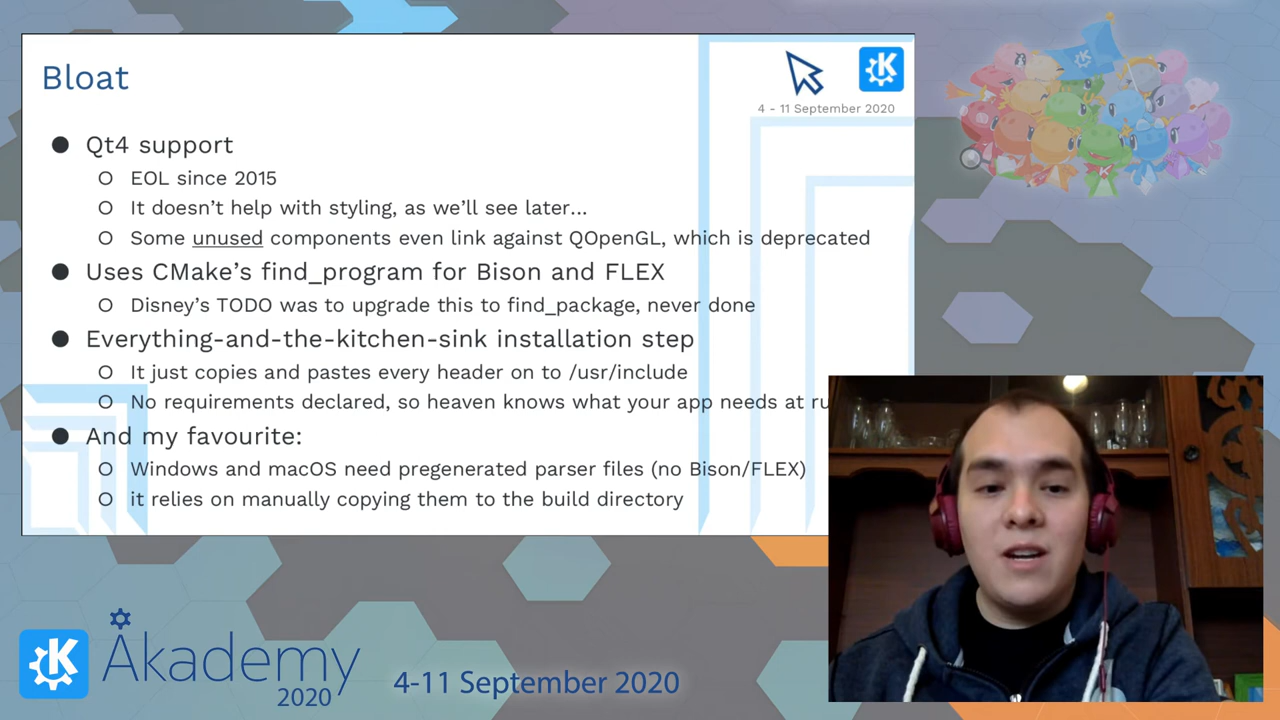 Bloat
4 - 11 September 2020
● Qt4 support
○ EOL since 2015
○ It doesn’t help with styling, as we’ll see later...
○ Some unused components even link against QOpenGL, which is deprecated
● Uses CMake’s find_program for Bison and FLEX
○ Disney’s TODO was to upgrade this to find_package, never done
● Everything-and-the-kitchen-sink installation step
○ It just copies and pastes every header on to /usr/include
○ No requirements declared, so heaven knows what your app needs at
● And my favourite:
○ Windows and macOS need pregenerated parser files (no Bison/FLEX)
○ it relies on manually copying them to the build directory
Akademy
2020
4-11 September 2020